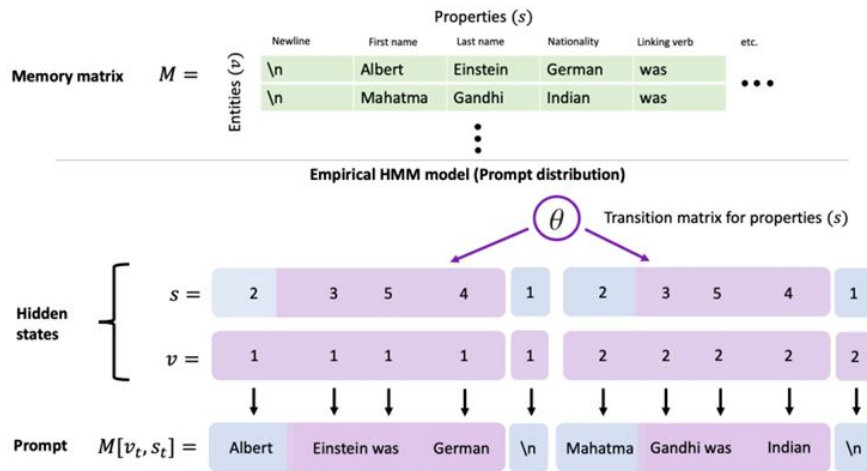 Properties (s)
Newline First name Last name Nationality Linking verb etc.
Memory matrix M = Entities (v)
\n Albert Einstein German was
\n Mahatma Gandhi Indian was
Empirical HMM model (Prompt distribution)
θ Transition matrix for properties (s)
Hidden states
s = 2 3 5 4 1 2 3 5 4 1
v = 1 1 1 1 1 2 2 2 2 2
Prompt M[v_t, s_t] = Albert Einstein was German \n Mahatma Gandhi was Indian \n